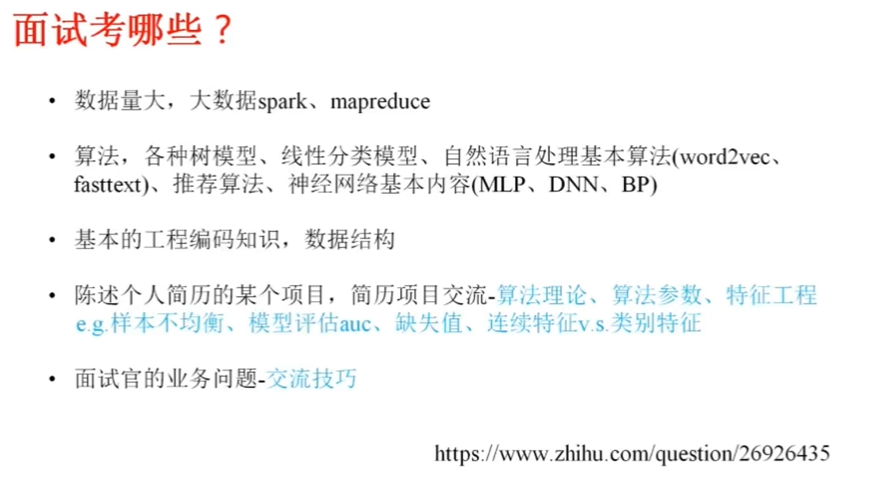 面试考哪些？
• 数据量大，大数据spark、mapreduce
• 算法，各种树模型、线性分类模型、自然语言处理基本算法(word2vec、
fasttext)、推荐算法、神经网络基本内容(MLP、DNN、BP)
• 基本的工程编码知识，数据结构
• 陈述个人简历的某个项目，简历项目交流-算法理论、算法参数、特征工程
e.g.样本不均衡、模型评估auc、缺失值、连续特征v.s.类别特征
• 面试官的业务问题-交流技巧
https://www.zhihu.com/question/26926435